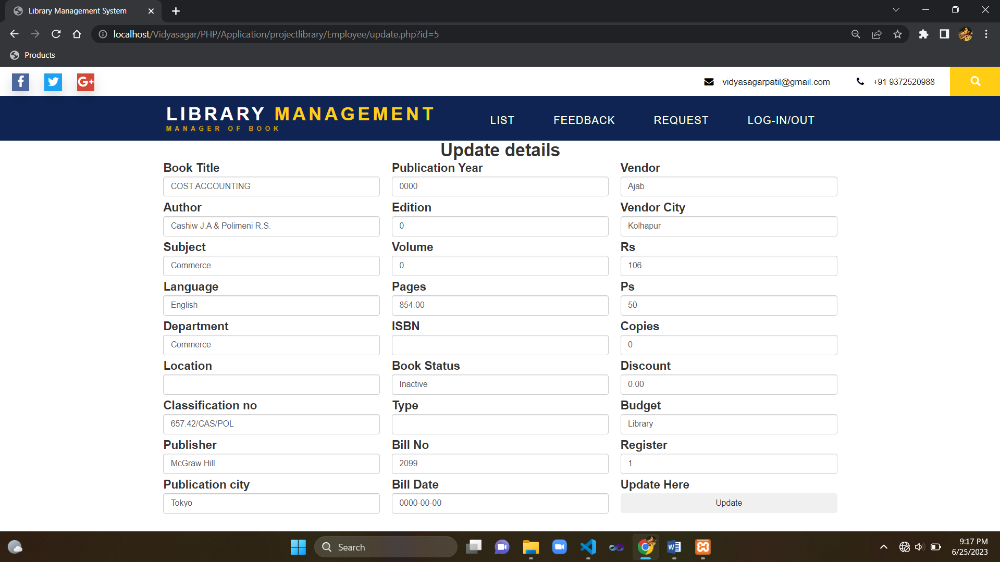 Library Management System
localhost/Vidyasagar/PHP/Application/projectlibrary/Employee/update.php?id=5
Products
vidyasagarpatil@gmail.com +91 9372520988
LIBRARY MANAGEMENT
MANAGER OF BOOK
LIST FEEDBACK REQUEST LOG-IN/OUT
Update details
Book Title Publication Year Vendor
COST ACCOUNTING 0000 Ajab
Author Edition Vendor City
Cashiw J.A & Polimeni R.S. 0 Kolhapur
Subject Volume Rs
Commerce 0 106
Language Pages Ps
English 854.00 50
Department ISBN Copies
Commerce 0
Location Book Status Discount
Inactive 0.00
Classification no Type Budget
657.42/CAS/POL Library
Publisher Bill No Register
McGraw Hill 2099 1
Publication city Bill Date Update Here
Tokyo 0000-00-00 Update
Search
9:17 PM
6/25/2023